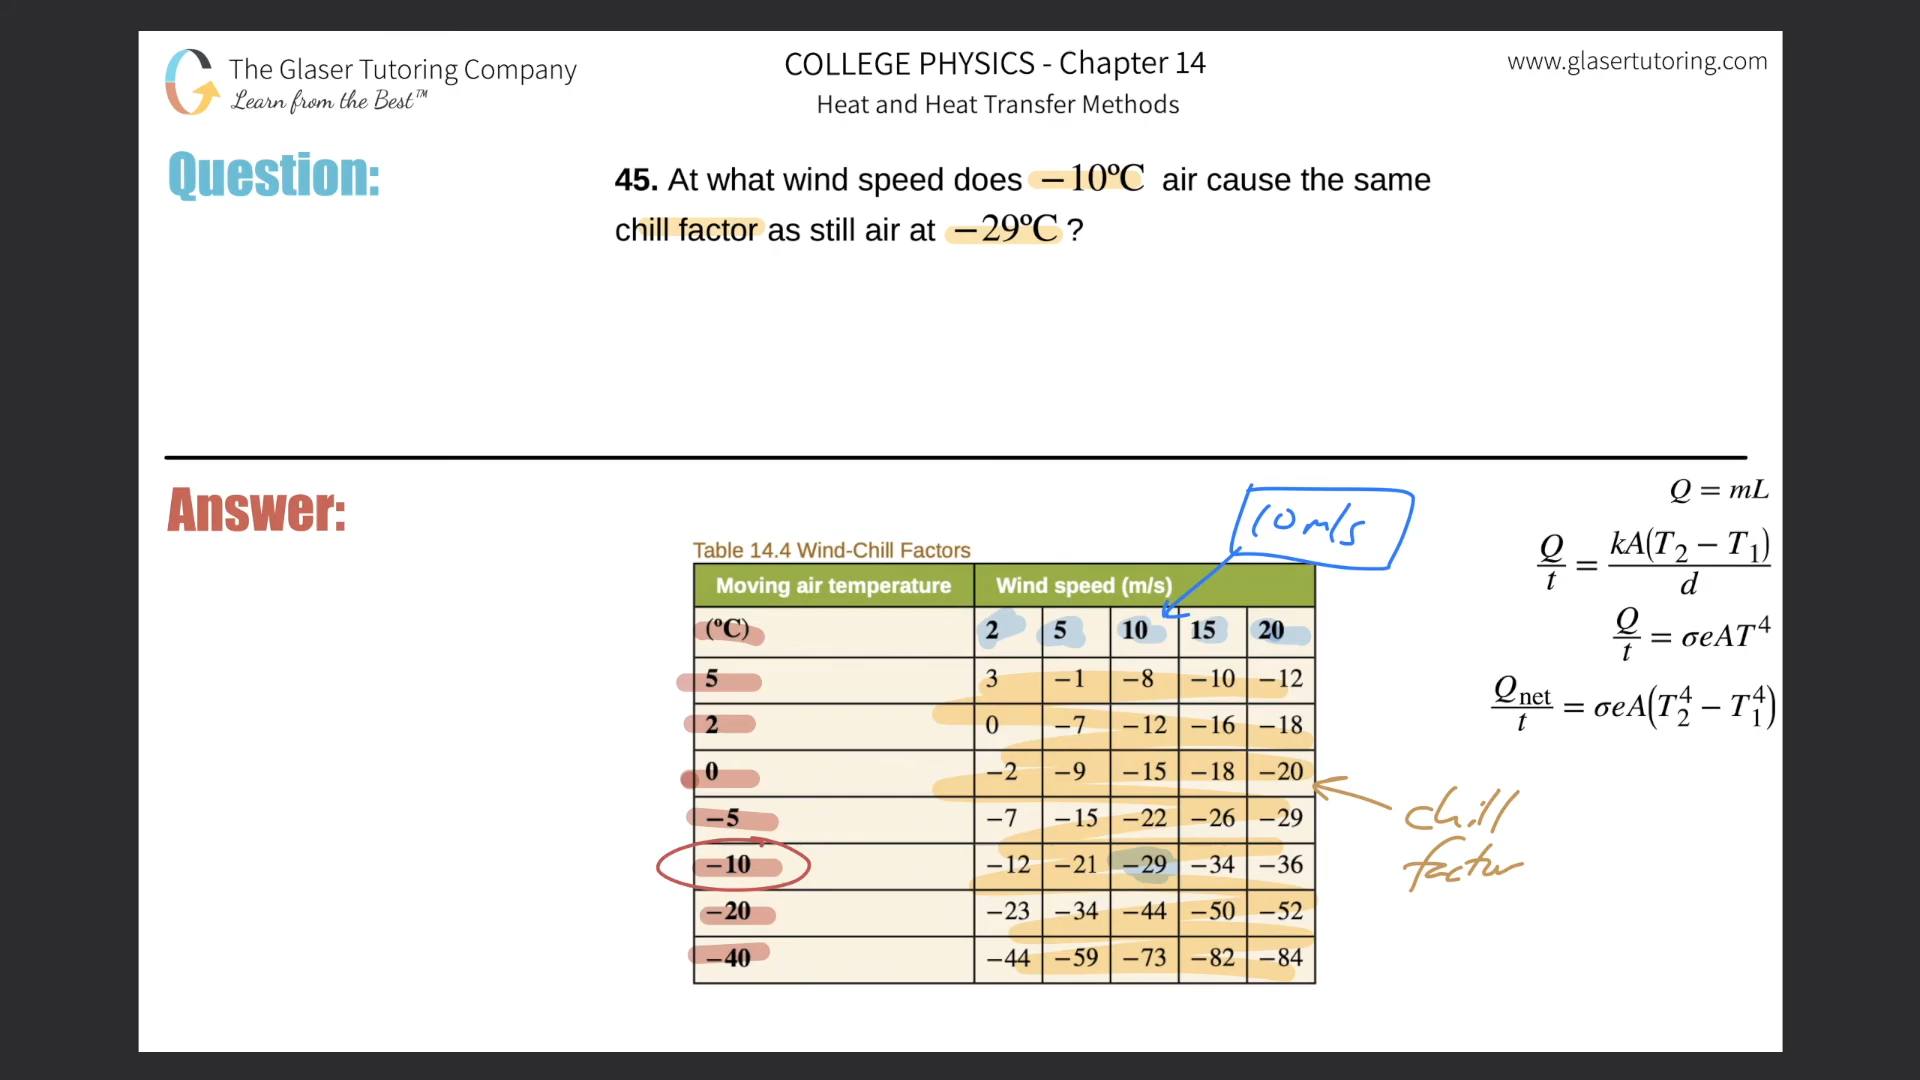 The Glaser Tutoring Company
Learn from the Best™
COLLEGE PHYSICS - Chapter 14
Heat and Heat Transfer Methods
www.glasertutoring.com
Question:
45. At what wind speed does −10ºC air cause the same
chill factor as still air at −29ºC ?
Answer:
10 m/s
Table 14.4 Wind-Chill Factors
Moving air temperature Wind speed (m/s)
(ºC) 2 5 10 15 20
5 3 −1 −8 −10 −12
2 0 −7 −12 −16 −18
0 −2 −9 −15 −18 −20
−5 −7 −15 −22 −26 −29
−10 −12 −21 −29 −34 −36
−20 −23 −34 −44 −50 −52
−40 −44 −59 −73 −82 −84
chill
factor
Q = mL
Q/t = kA(T₂ − T₁)/d
Q/t = σeAT⁴
Qnet/t = σeA(T₂⁴ − T₁⁴)